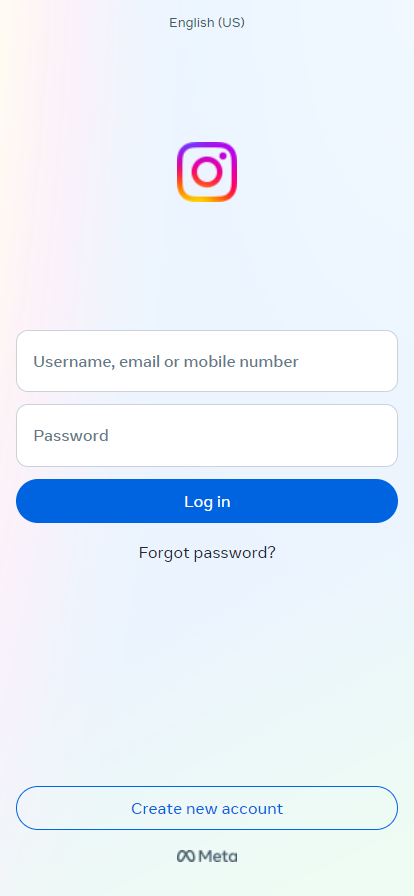 English (US)
Username, email or mobile number
Password
Log in
Forgot password?
Create new account
Meta